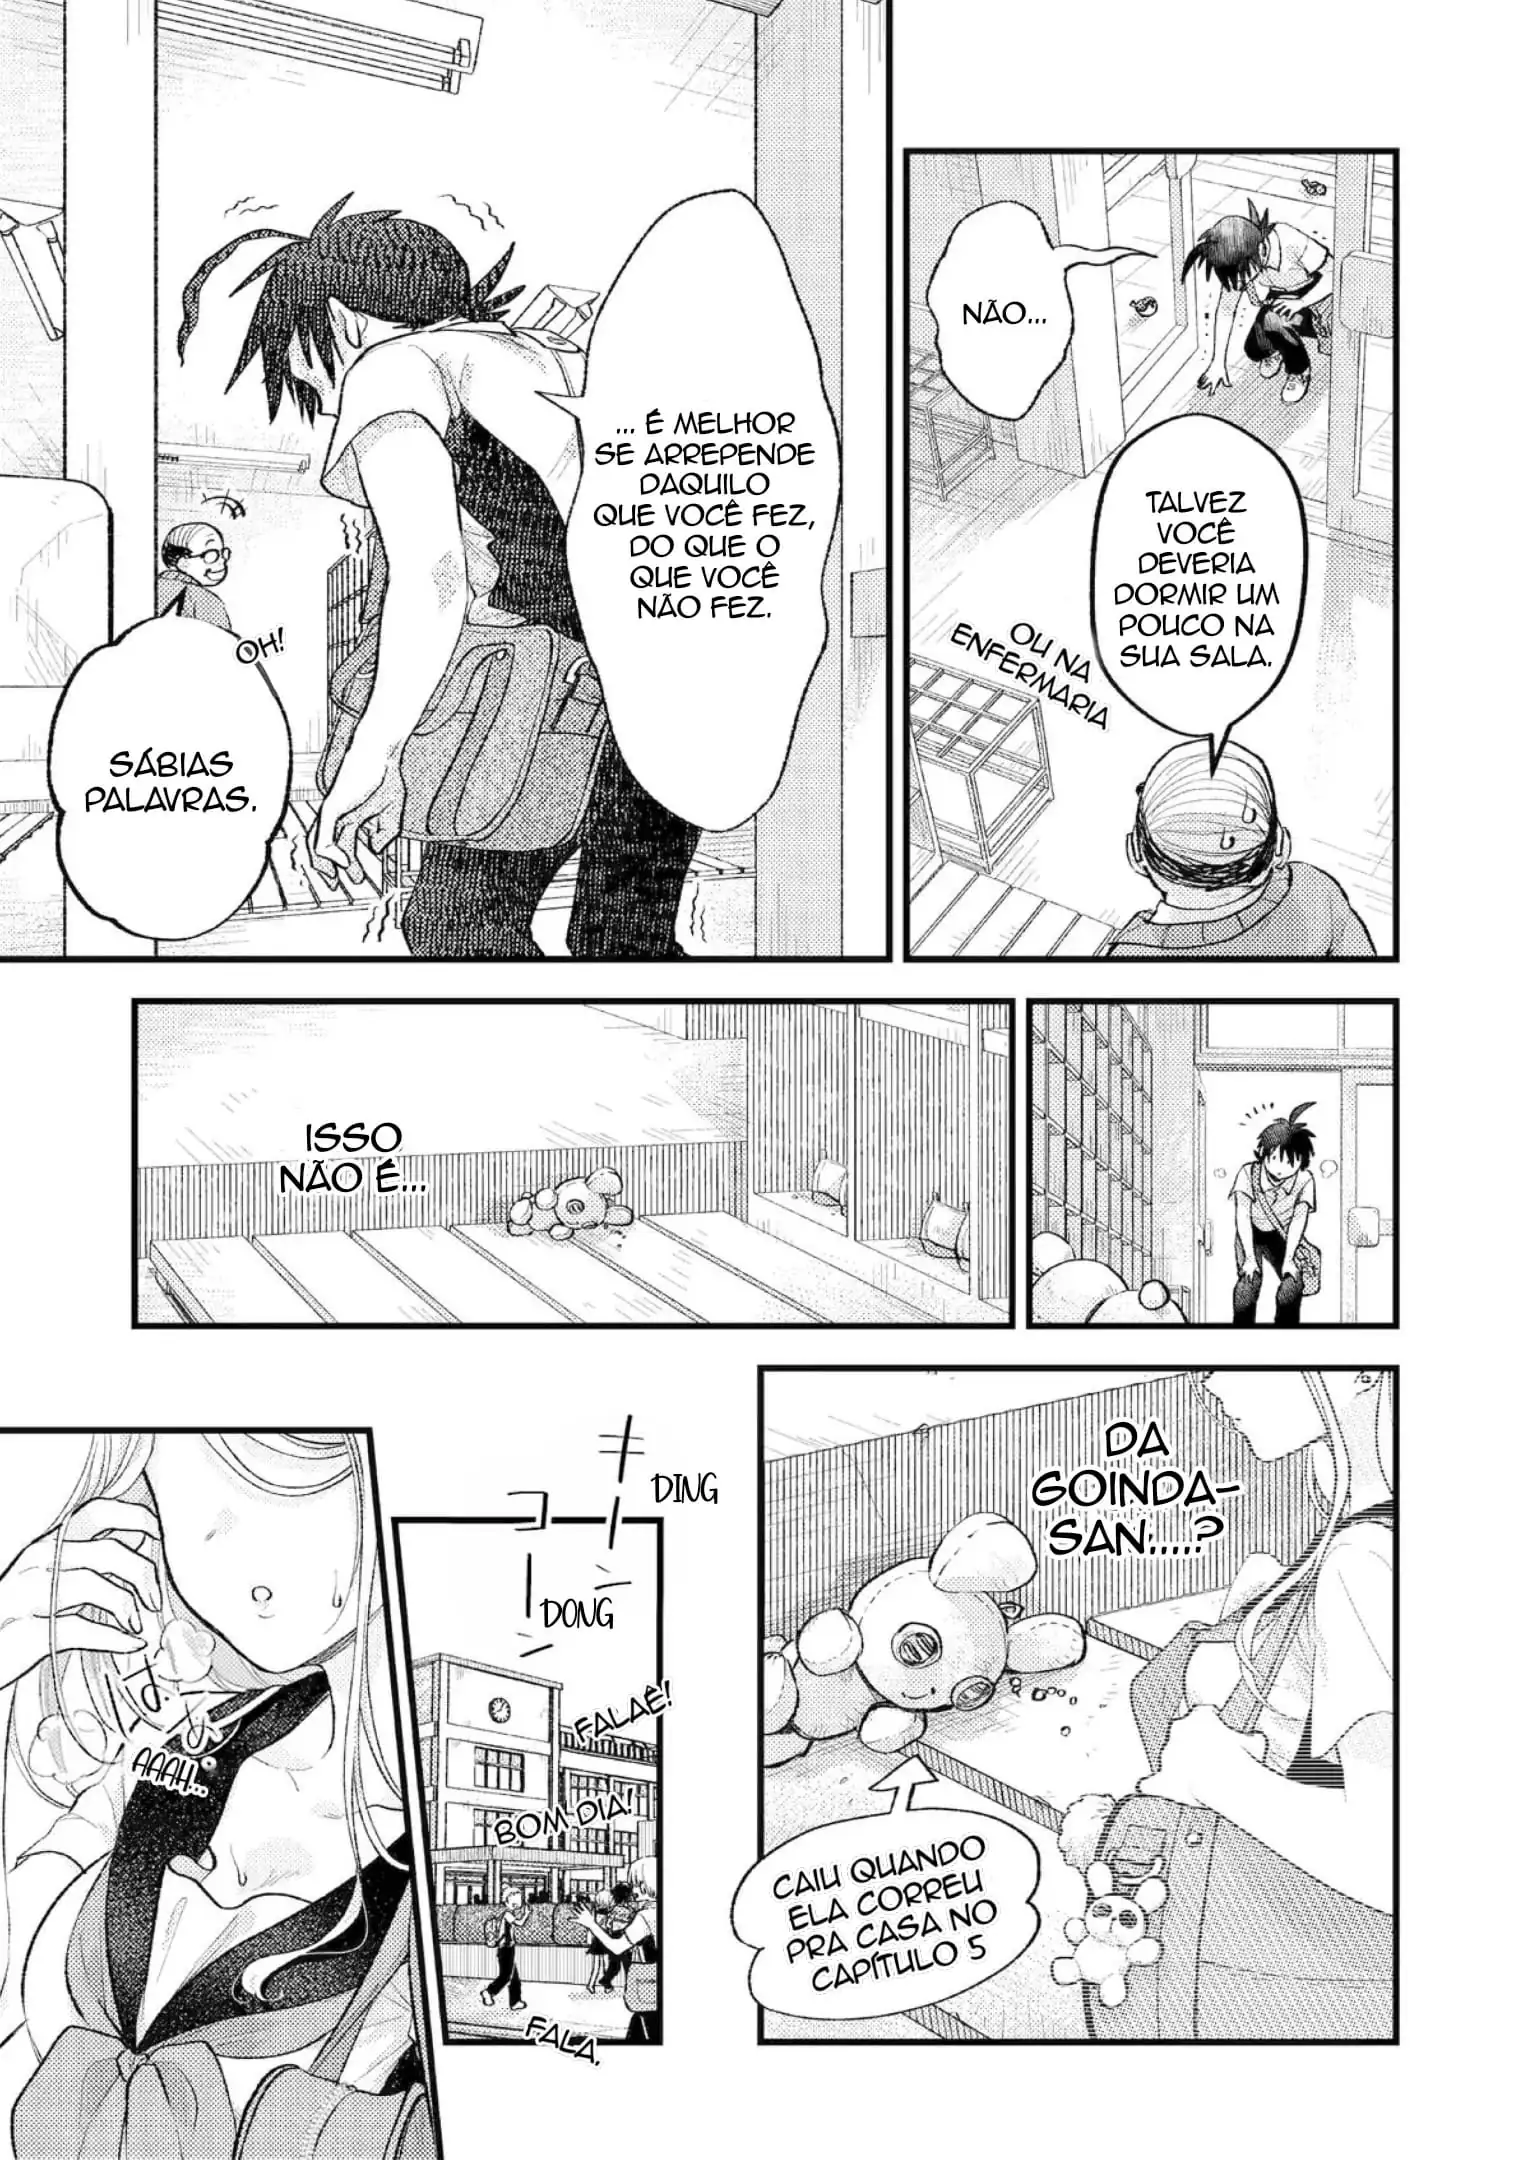 NÃO...
TALVEZ
VOCÊ
DEVERIA
DORMIR UM
POUCO NA
SUA SALA.
OU NA
ENFERMARIA
... É MELHOR
SE ARREPENDE
DAQUILO
QUE VOCÊ FEZ,
DO QUE O
QUE VOCÊ
NÃO FEZ.
OH!
SÁBIAS
PALAVRAS.
ISSO
NÃO É...
DA
GOINDA-
SAN....?
CAIU QUANDO
ELA CORREU
PRA CASA NO
CAPÍTULO 5
DING
DONG
FALAÊ!
BOM DIA!
FALA.
AAAH...